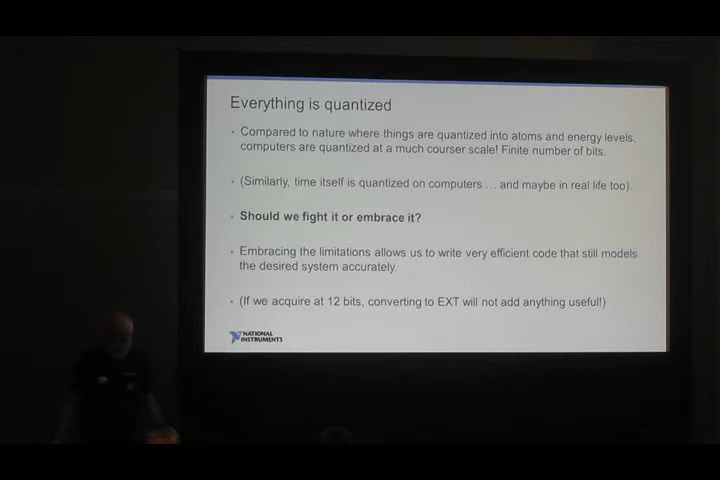 Everything is quantized
• Compared to nature where things are quantized into atoms and energy levels,
computers are quantized at a much courser scale! Finite number of bits.
• (Similarly, time itself is quantized on computers … and maybe in real life too).
• Should we fight it or embrace it?
• Embracing the limitations allows us to write very efficient code that still models
the desired system accurately.
• (If we acquire at 12 bits, converting to EXT will not add anything useful!)
NATIONAL
INSTRUMENTS